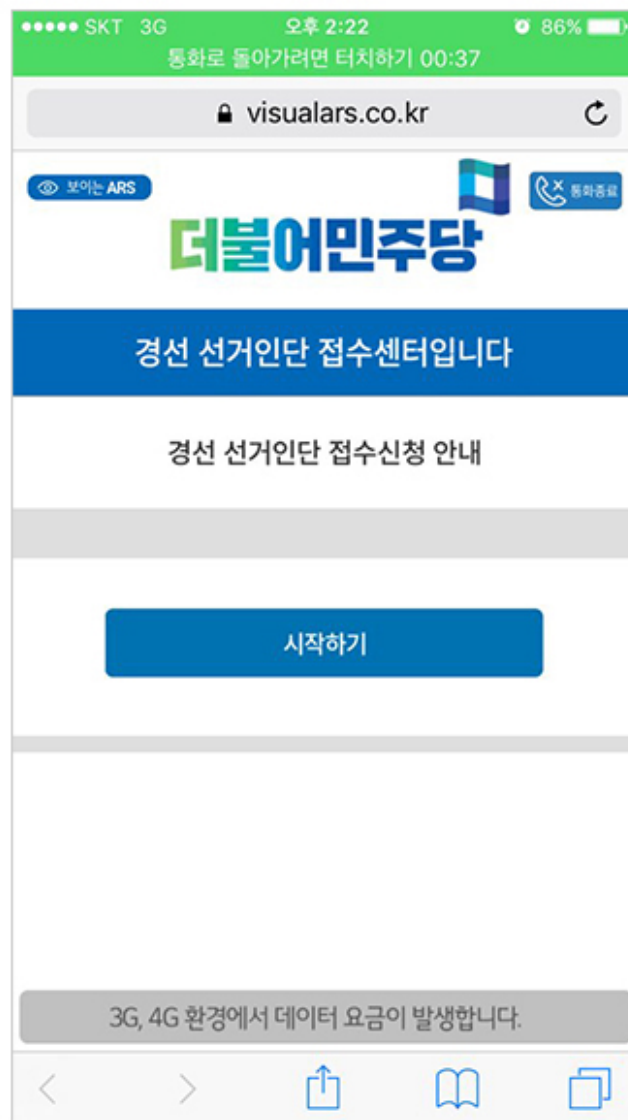 SKT 3G 오후 2:22 86%
통화로 돌아가려면 터치하기 00:37
visualars.co.kr
보이는 ARS
통화종료
더불어민주당
경선 선거인단 접수센터입니다
경선 선거인단 접수신청 안내
시작하기
3G, 4G 환경에서 데이터 요금이 발생합니다.